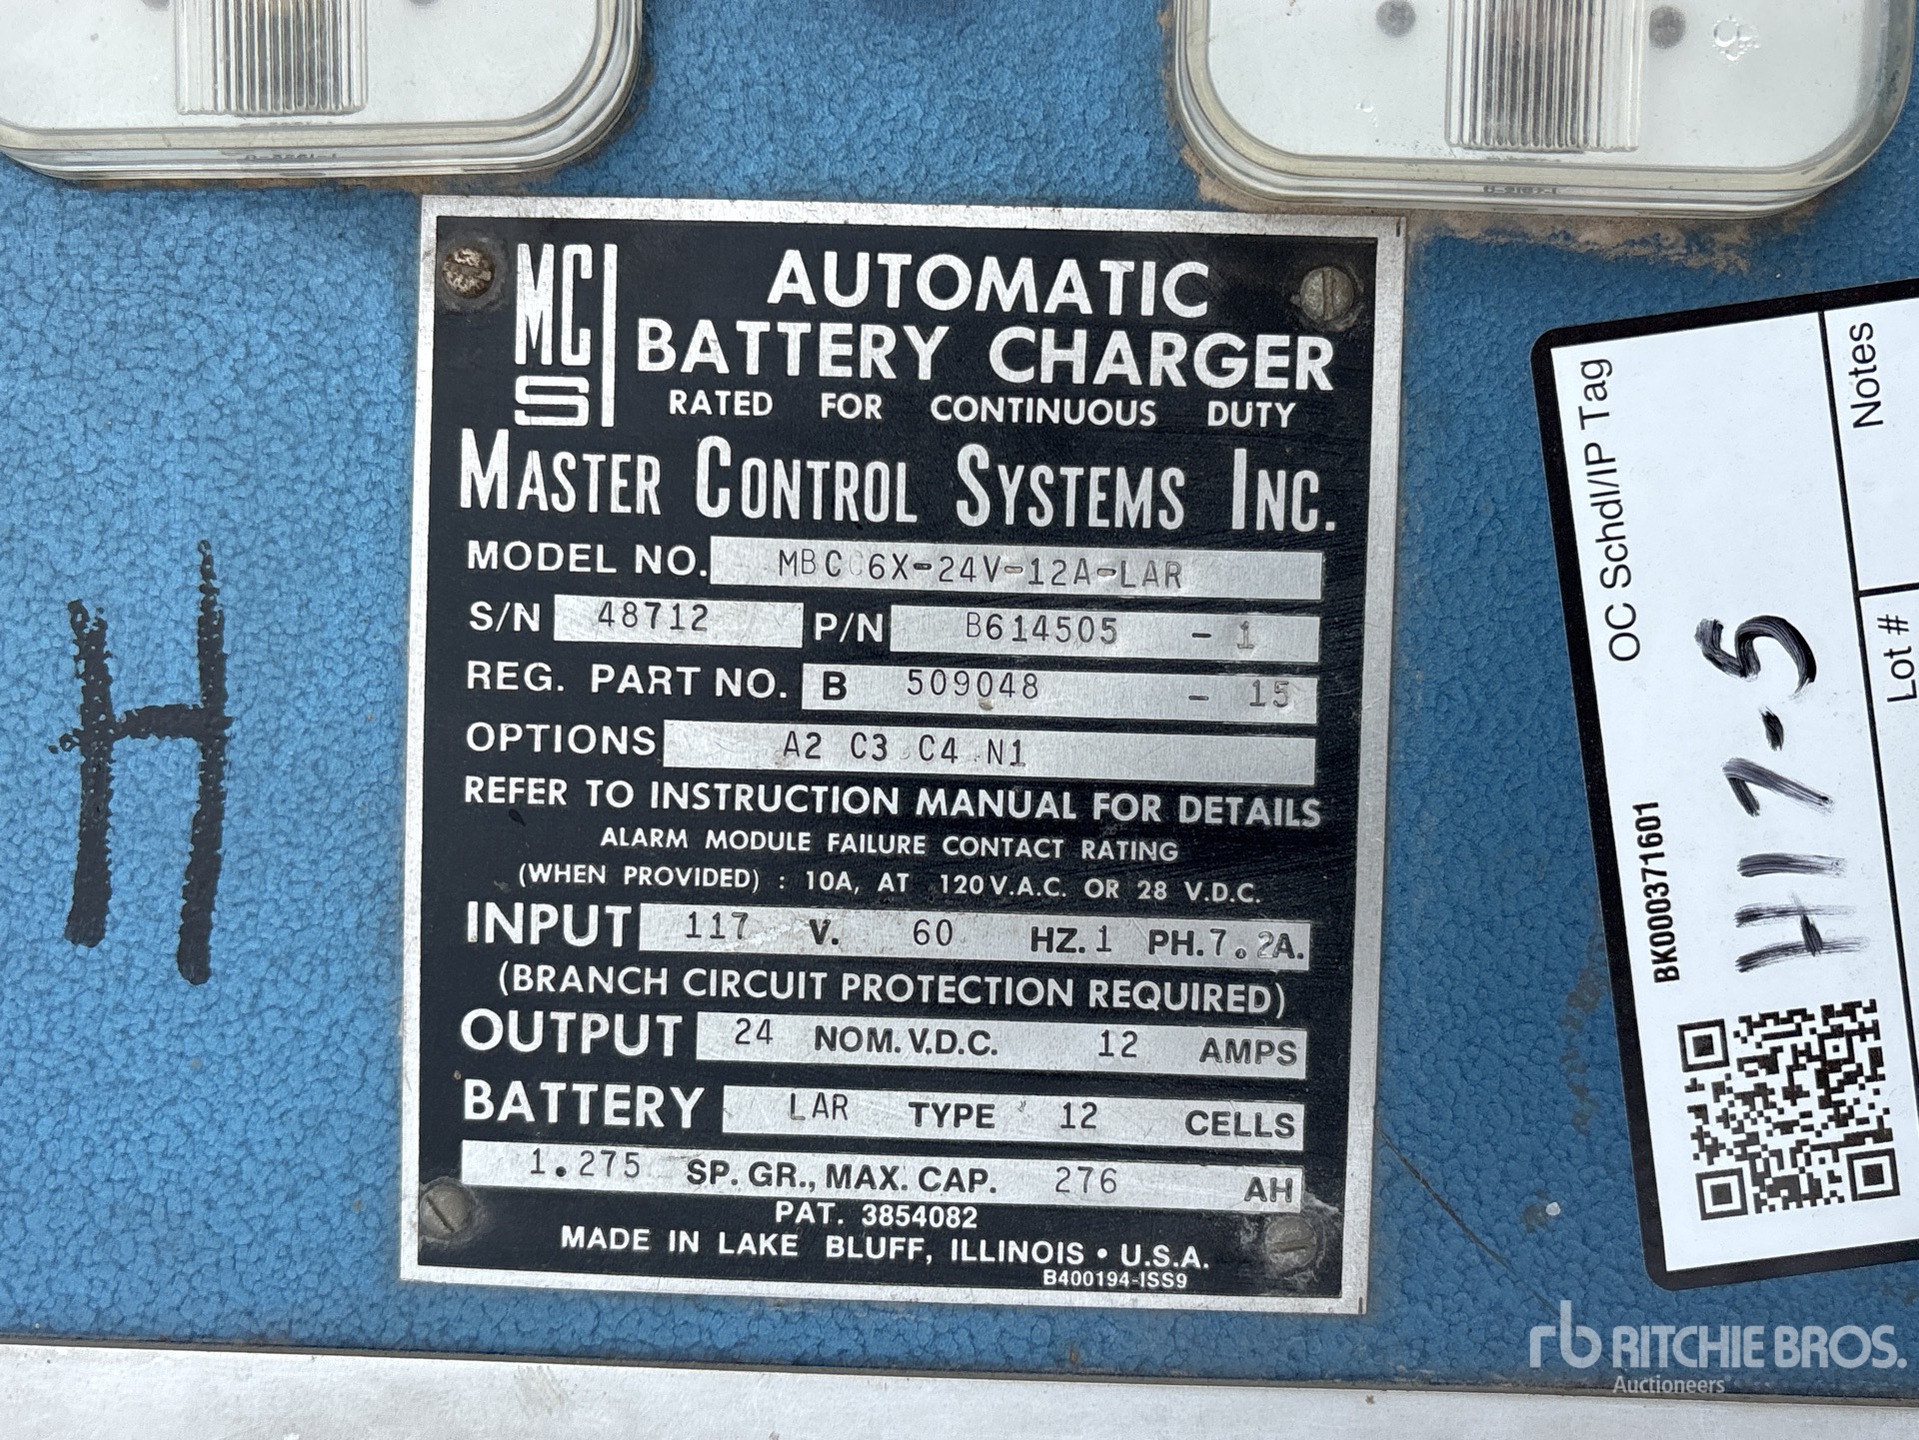 MCS
AUTOMATIC
BATTERY CHARGER
RATED FOR CONTINUOUS DUTY
MASTER CONTROL SYSTEMS INC.
MODEL NO. MBC6X-24V-12A-LAR
S/N 48712 P/N B614505 - 1
REG. PART NO. B 509048 - 15
OPTIONS A2 C3 C4 N1
REFER TO INSTRUCTION MANUAL FOR DETAILS
ALARM MODULE FAILURE CONTACT RATING
(WHEN PROVIDED) : 10A, AT 120 V.A.C. OR 28 V.D.C.
INPUT 117 V. 60 HZ. 1 PH. 7.2A.
(BRANCH CIRCUIT PROTECTION REQUIRED)
OUTPUT 24 NOM. V.D.C. 12 AMPS
BATTERY LAR TYPE 12 CELLS
1.275 SP. GR., MAX. CAP. 276 AH
PAT. 3854082
MADE IN LAKE BLUFF, ILLINOIS • U.S.A.
B400194-ISS9
H
OC Schdl/IP Tag
H17-5
BK000371601
Notes
Lot #
rb RITCHIE BROS.
Auctioneers